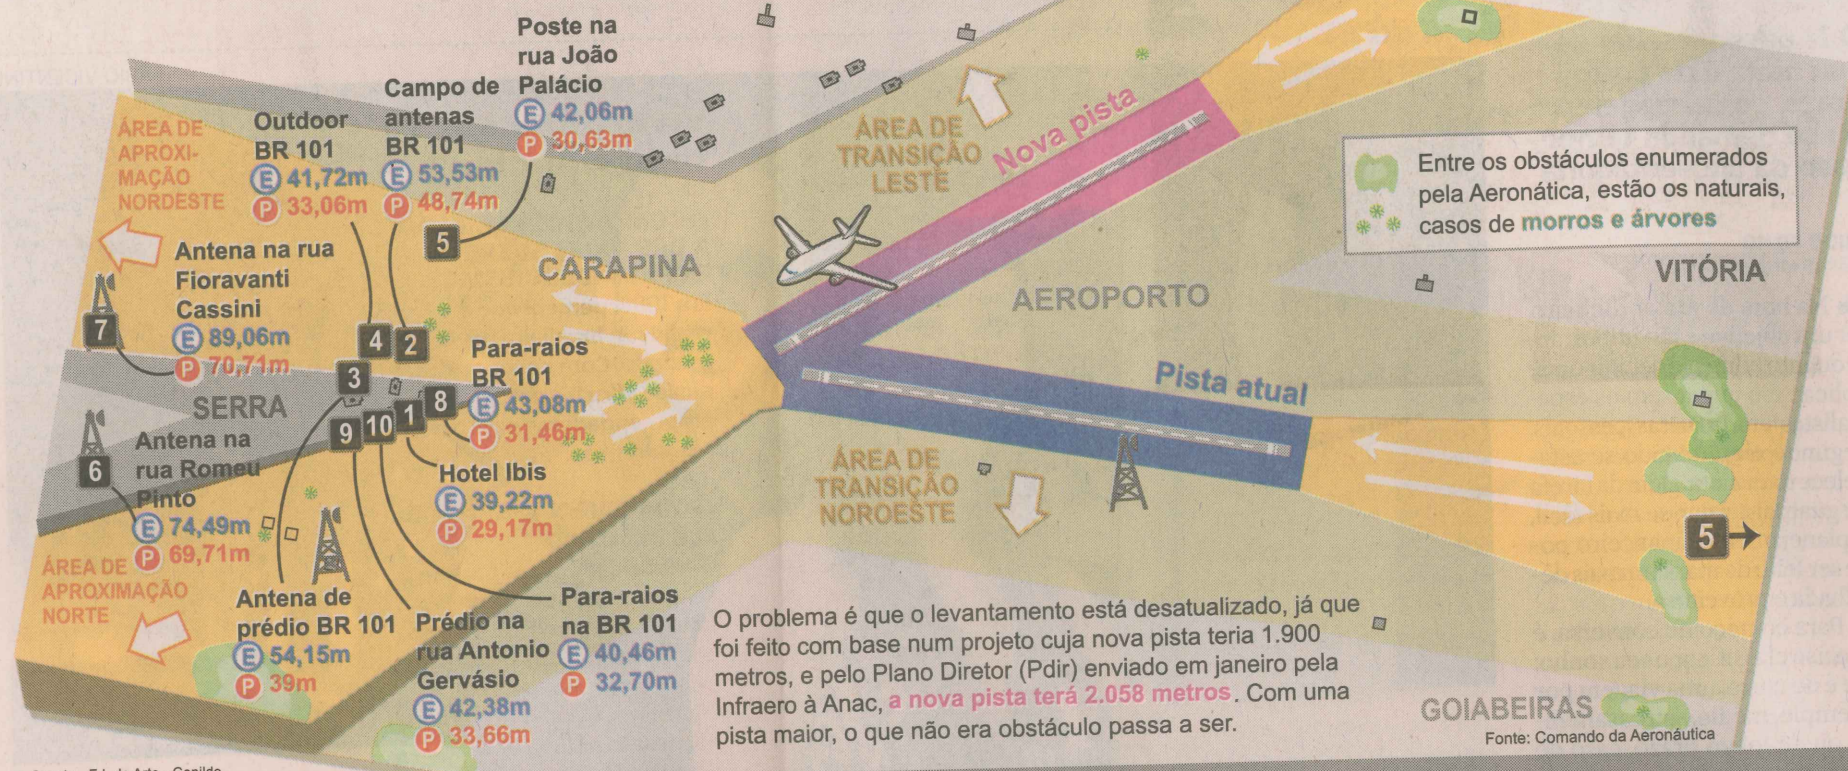 Poste na
rua João
Palácio
E 42,06m
P 30,63m
Campo de
antenas
BR 101
E 53,53m
P 48,74m
Outdoor
BR 101
E 41,72m
P 33,06m
ÁREA DE
APROXI-
MAÇÃO
NORDESTE
Antena na rua
Fioravanti
Cassini
E 89,06m
P 70,71m
7
5
4
2
3
8
1
10
9
6
CARAPINA
SERRA
Para-raios
BR 101
E 43,08m
P 31,46m
Hotel Ibis
E 39,22m
P 29,17m
Antena na
rua Romeu
Pinto
E 74,49m
P 69,71m
ÁREA DE
APROXIMAÇÃO
NORTE
Antena de
prédio BR 101
E 54,15m
P 39m
Prédio na
rua Antonio
Gervásio
E 42,38m
P 33,66m
Para-raios
na BR 101
E 40,46m
P 32,70m
ÁREA DE
TRANSIÇÃO
LESTE
Nova pista
AEROPORTO
Pista atual
ÁREA DE
TRANSIÇÃO
NOROESTE
Entre os obstáculos enumerados
pela Aeronática, estão os naturais,
casos de morros e árvores
VITÓRIA
5
O problema é que o levantamento está desatualizado, já que
foi feito com base num projeto cuja nova pista teria 1.900
metros, e pelo Plano Diretor (Pdir) enviado em janeiro pela
Infraero à Anac, a nova pista terá 2.058 metros. Com uma
pista maior, o que não era obstáculo passa a ser.
GOIABEIRAS
Fonte: Comando da Aeronáutica